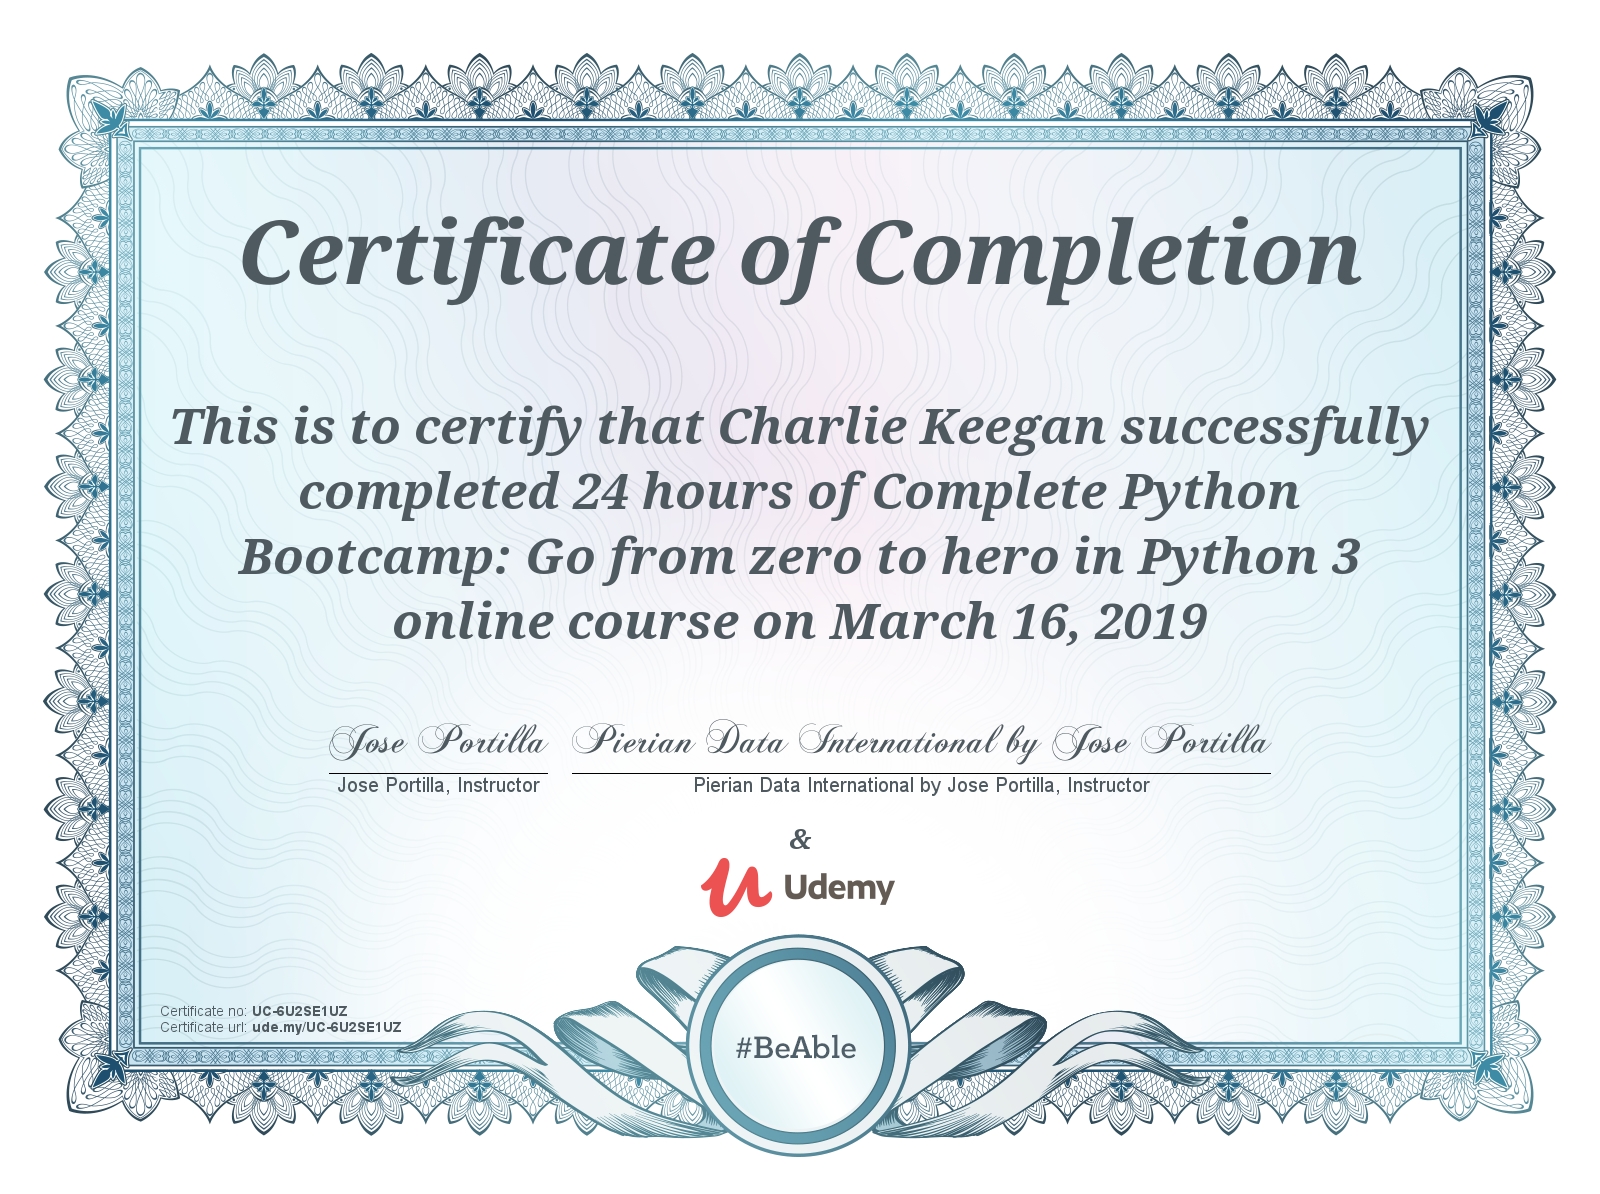 Certificate of Completion
This is to certify that Charlie Keegan successfully
completed 24 hours of Complete Python
Bootcamp: Go from zero to hero in Python 3
online course on March 16, 2019
Jose Portilla Pierian Data International by Jose Portilla
Jose Portilla, Instructor Pierian Data International by Jose Portilla, Instructor
&
Udemy
Certificate no: UC-6U2SE1UZ
Certificate url: ude.my/UC-6U2SE1UZ
#BeAble